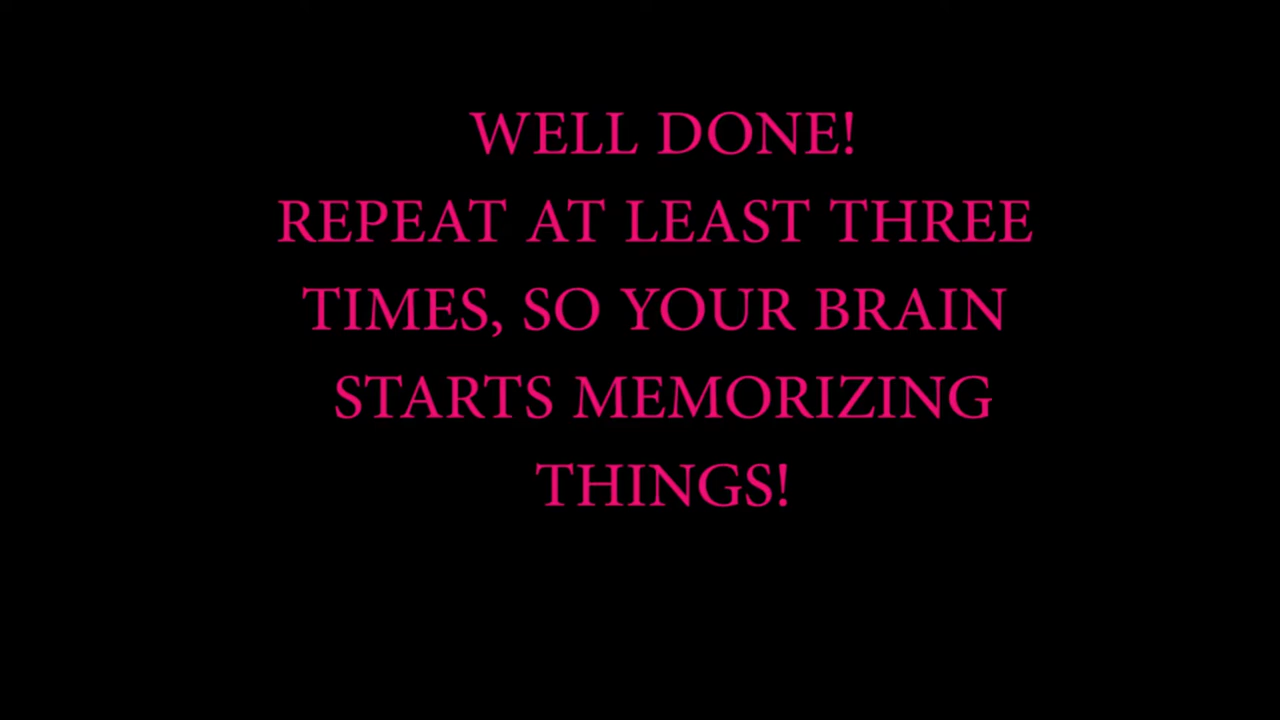 WELL DONE!
REPEAT AT LEAST THREE
TIMES, SO YOUR BRAIN
STARTS MEMORIZING
THINGS!